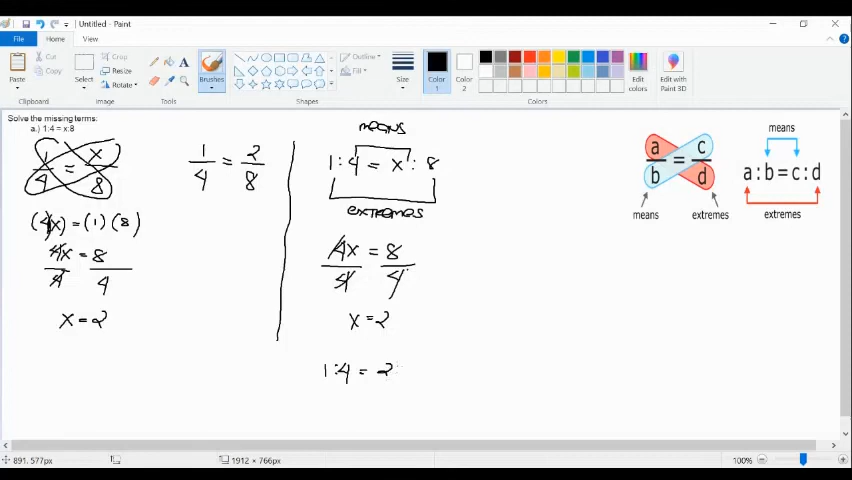 Untitled - Paint
File Home View
Paste Cut Copy Clipboard
Select Crop Resize Rotate Image
Tools
Brushes
Outline Fill Shapes
Size
Color 1 Color 2 Edit colors Colors
Edit with Paint 3D
Solve the missing terms:
a.) 1:4 = x:8
1/4 = x/8
(4x) = (1)(8)
4x/4 = 8/4
x = 2
1/4 = 2/8
MEANS
1:4 = x:8
EXTREMES
4x/4 = 8/4
x = 2
1:4 = 2
a/b = c/d
means extremes
means
a:b=c:d
extremes
891, 577px 1912 × 766px 100%